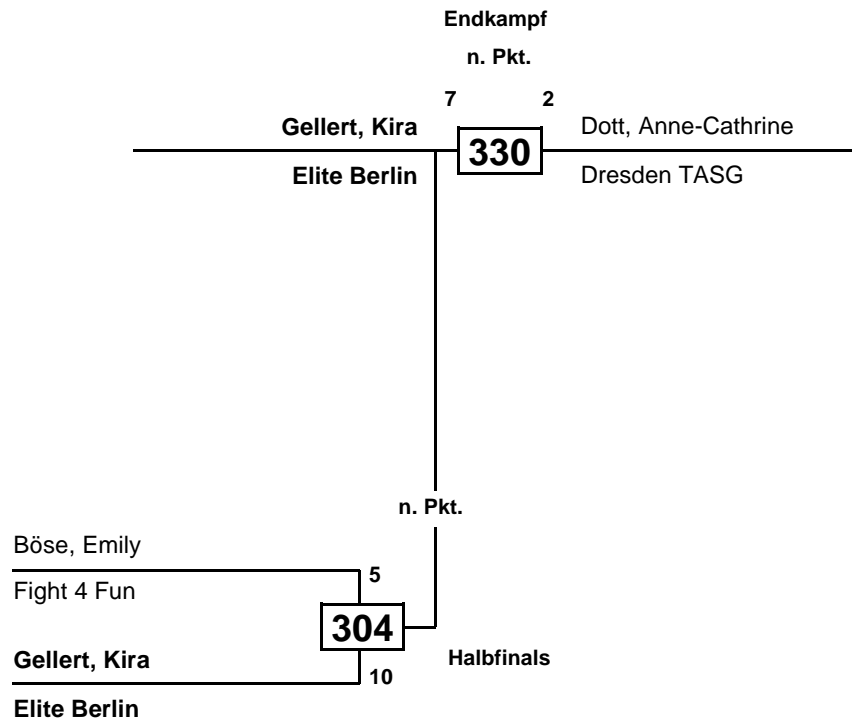 Endkampf
n. Pkt.
7 2
Gellert, Kira 330 Dott, Anne-Cathrine
Elite Berlin Dresden TASG
n. Pkt.
Böse, Emily
5
Fight 4 Fun
304
Gellert, Kira Halbfinals
10
Elite Berlin